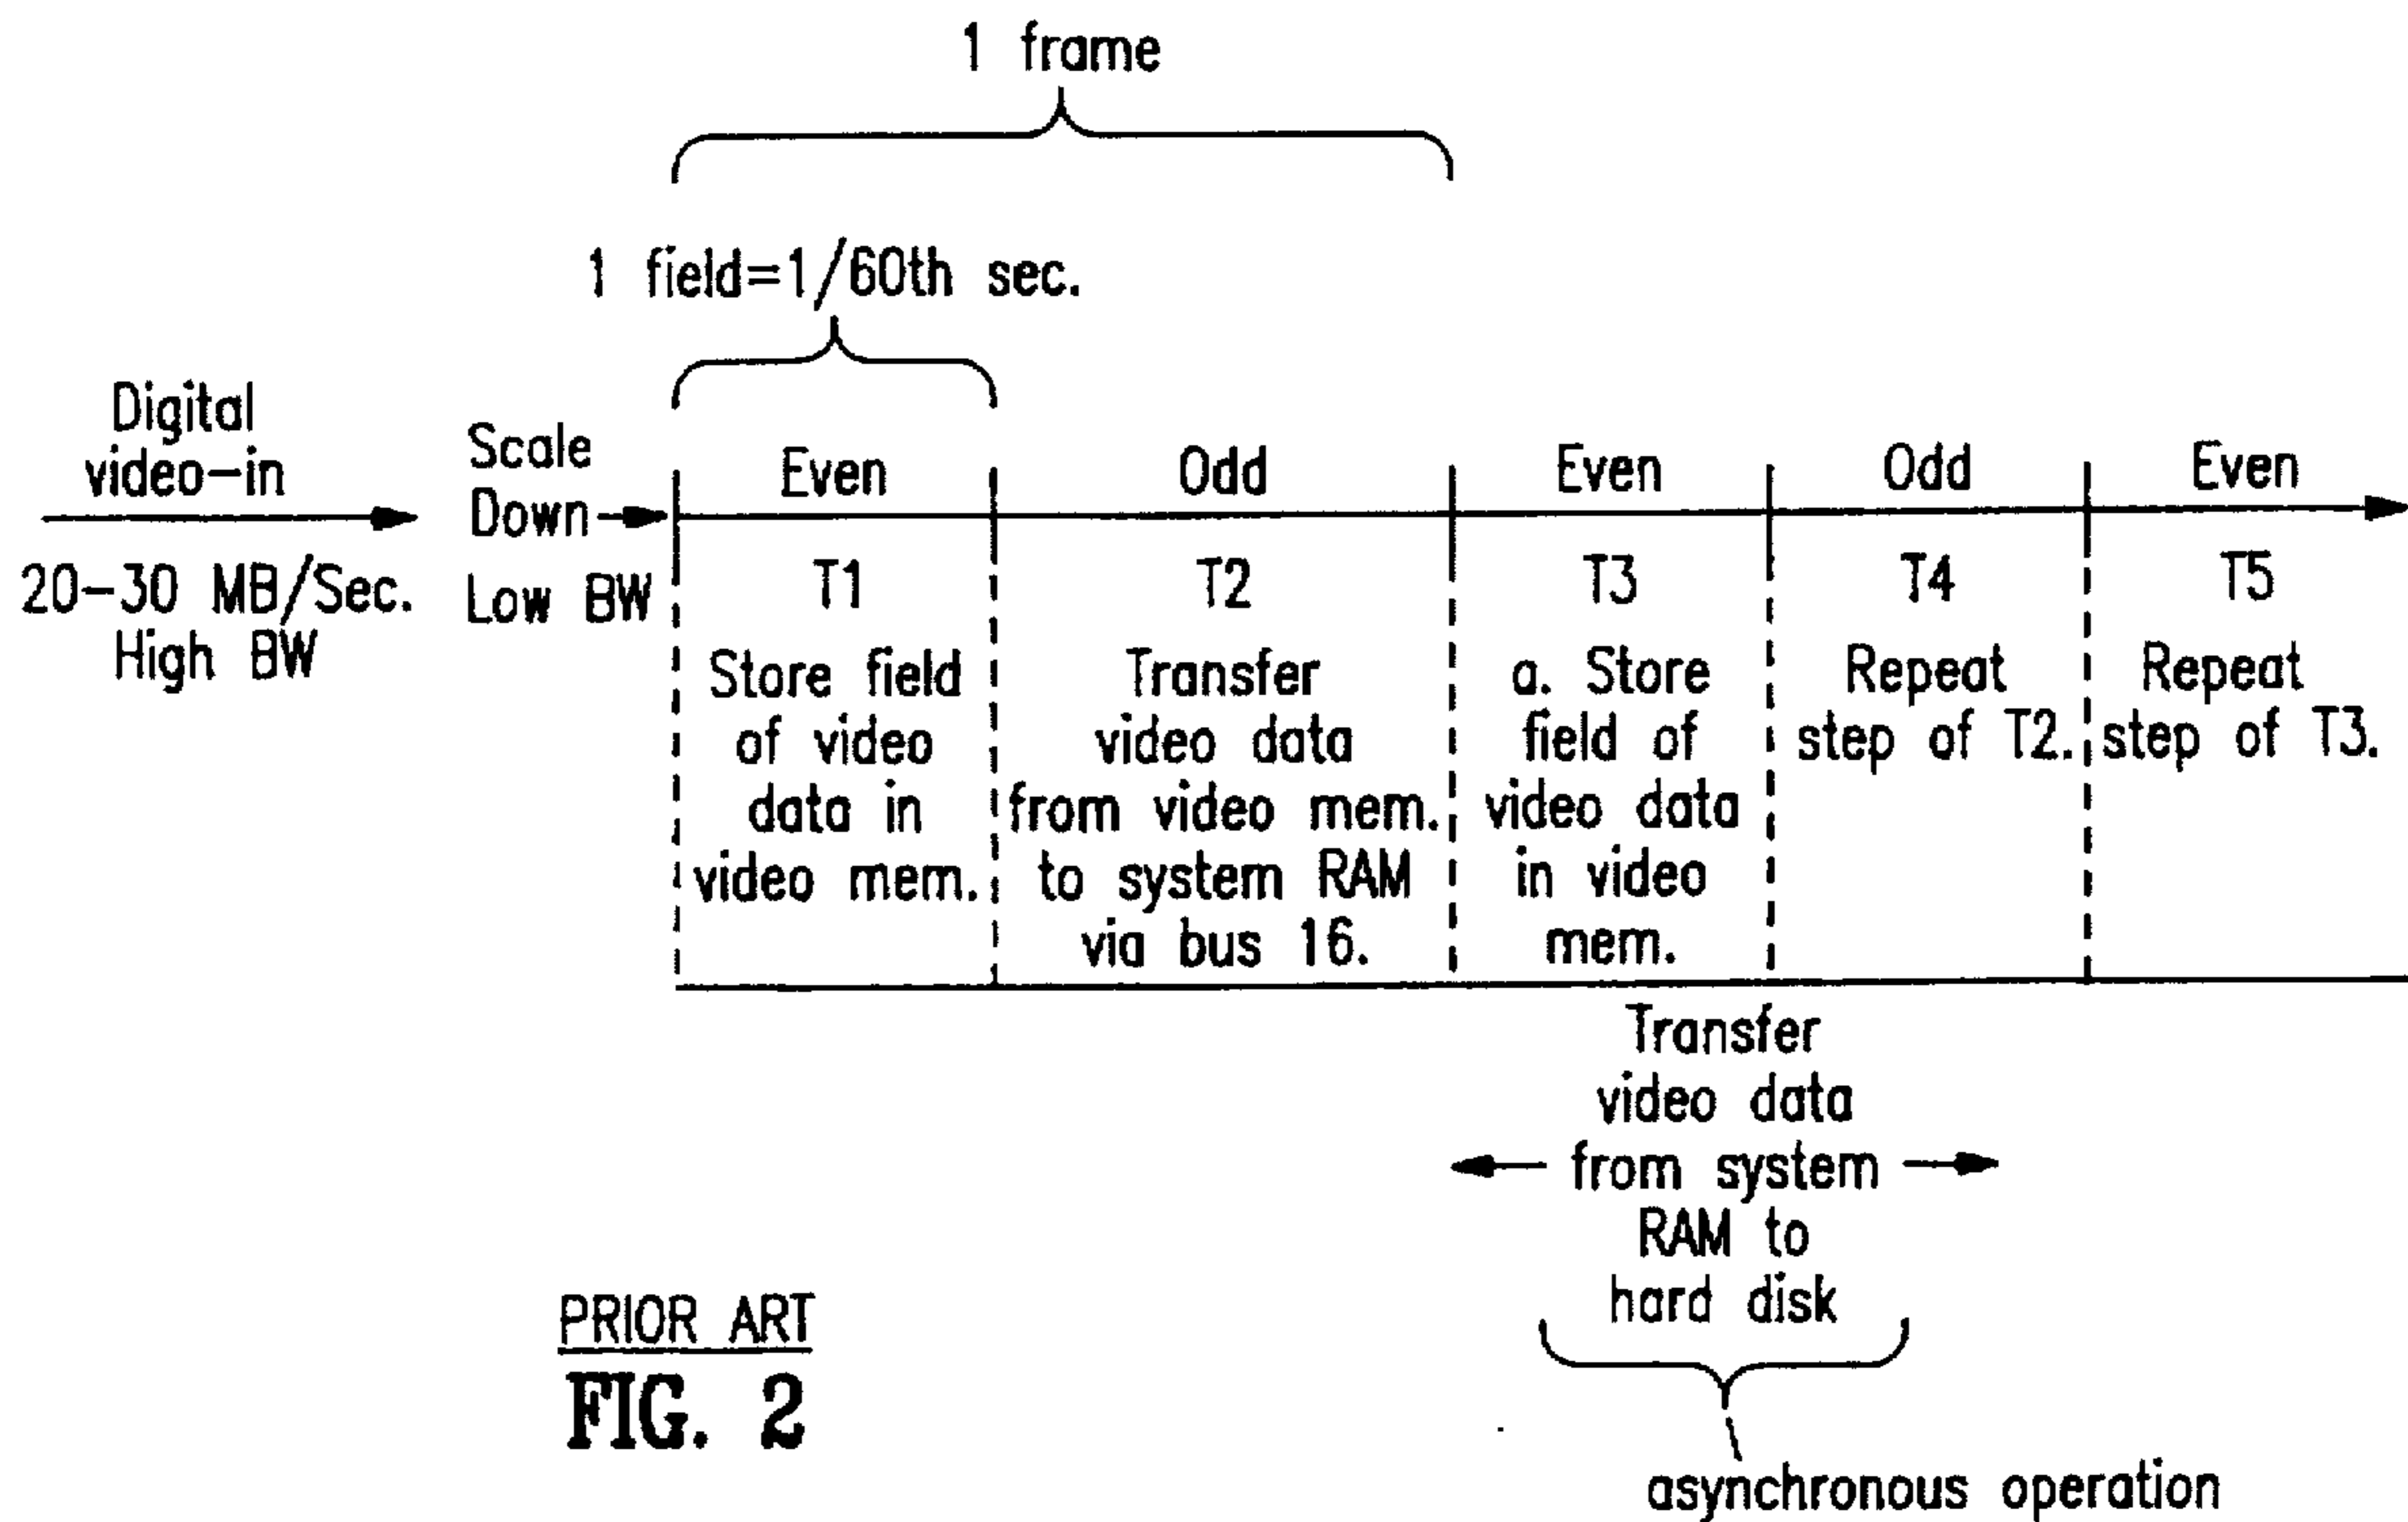 1 frame
1 field=1/60th sec.
Digital
video-in
20-30 MB/Sec.
High BW
Scale
Down
Low BW
Even
T1
Store field
of video
data in
video mem.
Odd
T2
Transfer
video data
from video mem.
to system RAM
via bus 16.
Even
T3
a. Store
field of
video data
in video
mem.
Odd
T4
Repeat
step of T2.
Even
T5
Repeat
step of T3.
Transfer
video data
from system
RAM to
hard disk
asynchronous operation
PRIOR ART
FIG. 2